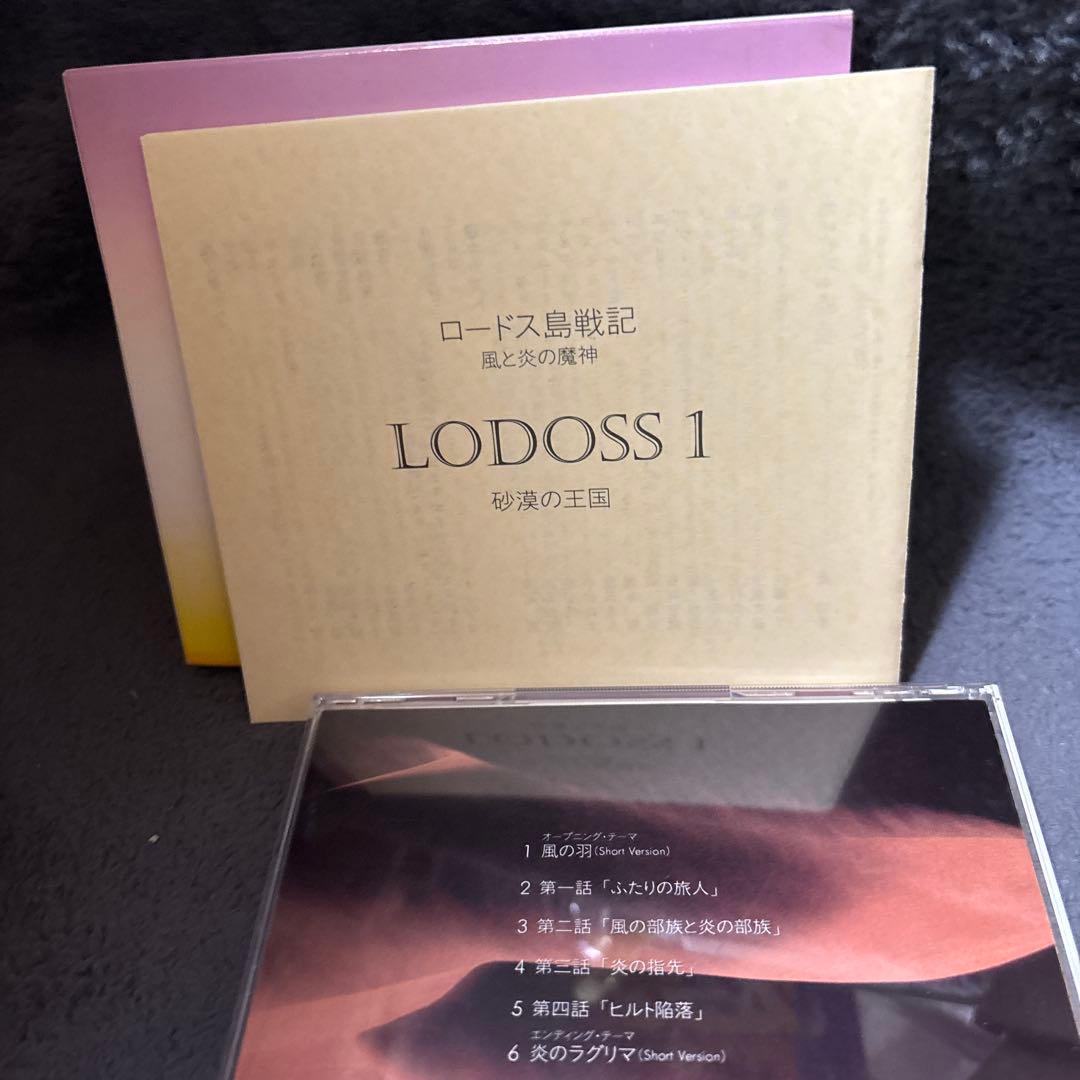 ロードス島戦記
風と炎の魔神
LODOSS 1
砂漠の王国
オープニング・テーマ
1 風の羽(Short Version)
2 第一話「ふたりの旅人」
3 第二話「風の部族と炎の部族」
4 第三話「炎の指先」
5 第四話「ヒルト陥落」
エンディング・テーマ
6 炎のラグリマ(Short Version)